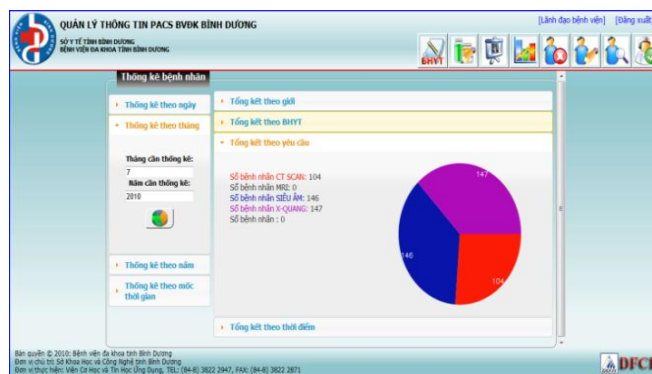 QUẢN LÝ THÔNG TIN PACS BVĐK BÌNH DƯƠNG
SỞ Y TẾ TỈNH BÌNH DƯƠNG
BỆNH VIỆN ĐA KHOA TỈNH BÌNH DƯƠNG
[Lãnh đạo bệnh viện] [Đăng xuất
BHYT
Thống kê bệnh nhân
Thống kê theo ngày
Thống kê theo tháng
Tháng cần thống kê:
7
Năm cần thống kê:
2010
Thống kê theo năm
Thống kê theo mốc thời gian
Tổng kết theo giới
Tổng kết theo BHYT
Tổng kết theo yêu cầu
Số bệnh nhân CT SCAN: 104
Số bệnh nhân MRI: 0
Số bệnh nhân SIÊU ÂM: 146
Số bệnh nhân X-QUANG: 147
Số bệnh nhân : 0
147
146
104
Tổng kết theo thời điểm
Bản quyền © 2010: Bệnh viện đa khoa tỉnh Bình Dương
Đơn vị chủ trì: Sở Khoa Học và Công Nghệ tỉnh Bình Dương
Đơn vị thực hiện: Viện Cơ Học và Tin Học Ứng Dụng, TEL: (84-8) 3822 2947, FAX: (84-8) 3822 2871
DFCI